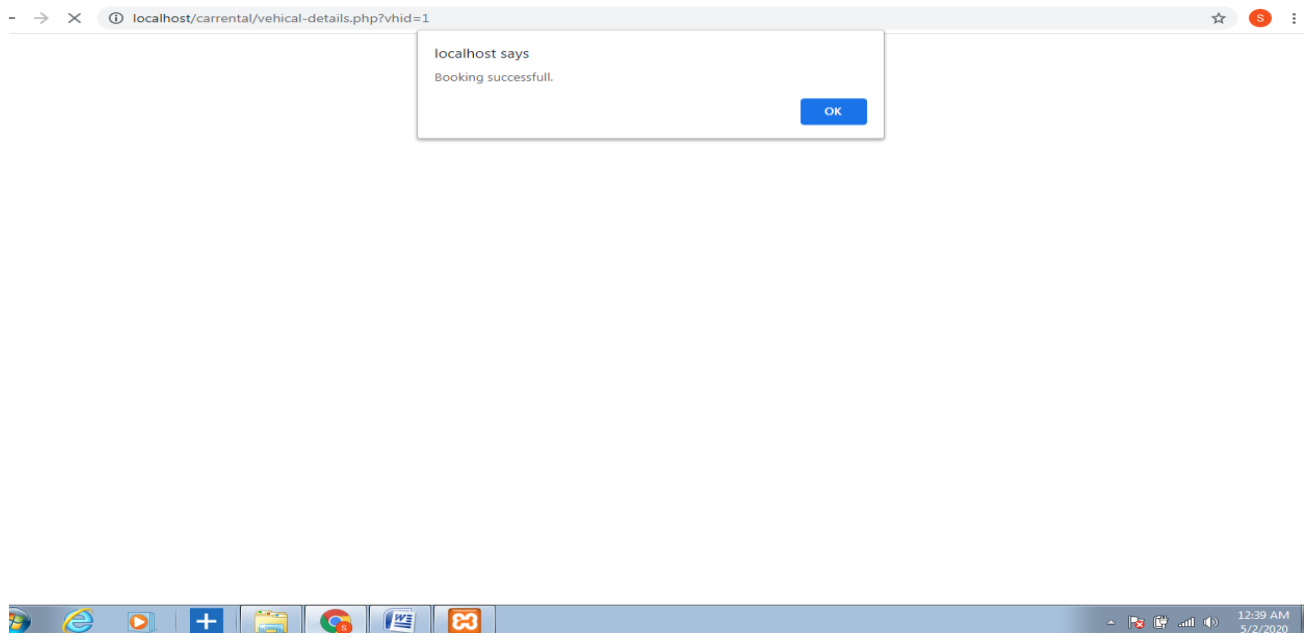 localhost/carrental/vehical-details.php?vhid=1
S
localhost says
Booking successfull.
OK
12:39 AM
5/2/2020